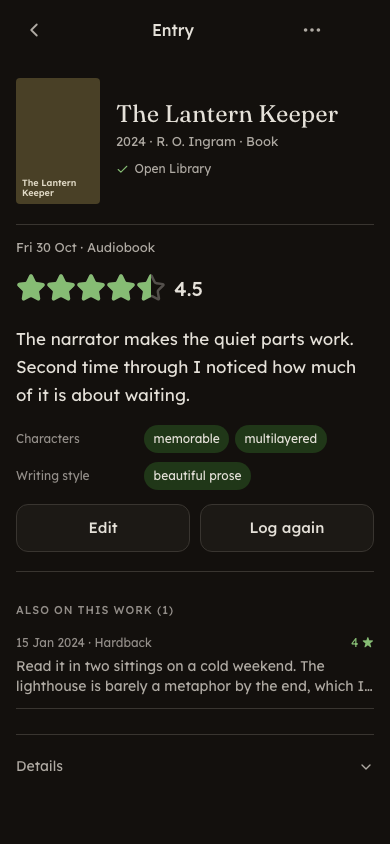 Entry
The Lantern Keeper
2024 · R. O. Ingram · Book
Open Library
The Lantern
Keeper
Fri 30 Oct · Audiobook
4.5
The narrator makes the quiet parts work.
Second time through I noticed how much
of it is about waiting.
Characters memorable multilayered
Writing style beautiful prose
Edit Log again
ALSO ON THIS WORK (1)
15 Jan 2024 · Hardback 4
Read it in two sittings on a cold weekend. The
lighthouse is barely a metaphor by the end, which I…
Details